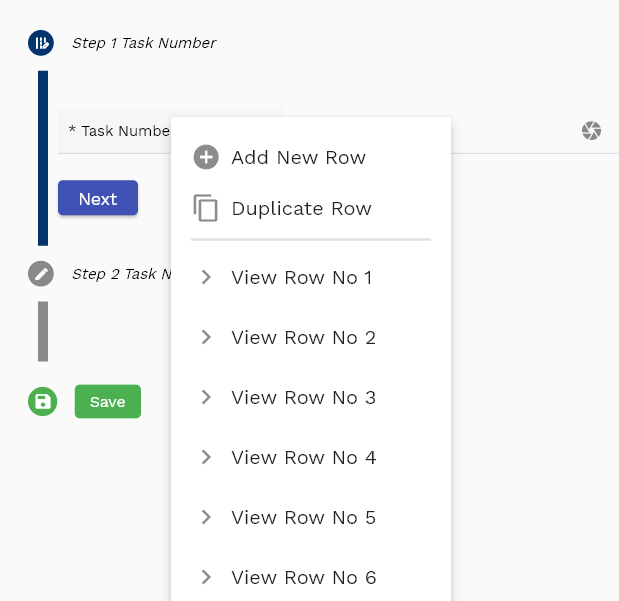 Step 1 Task Number
* Task Numbe
Add New Row
Duplicate Row
Next
Step 2 Task N
View Row No 1
View Row No 2
View Row No 3
Save
View Row No 4
View Row No 5
View Row No 6